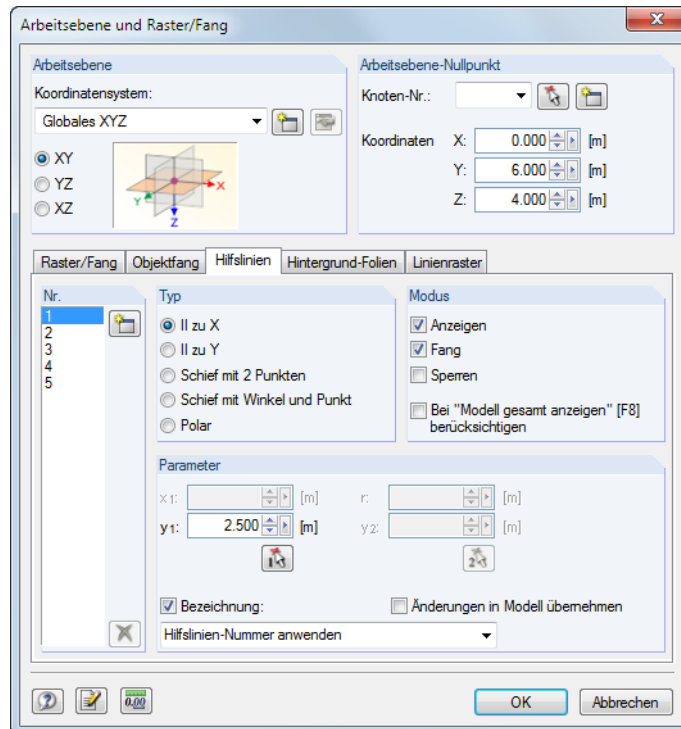 Arbeitsebene und Raster/Fang
Arbeitsebene
Koordinatensystem:
Globales XYZ
XY
YZ
XZ
X
Y
Z
Arbeitsebene-Nullpunkt
Knoten-Nr.:
Koordinaten X: 0.000 [m]
Y: 6.000 [m]
Z: 4.000 [m]
Raster/Fang Objektfang Hilfslinien Hintergrund-Folien Linienraster
Nr.
1
2
3
4
5
Typ
II zu X
II zu Y
Schief mit 2 Punkten
Schief mit Winkel und Punkt
Polar
Modus
Anzeigen
Fang
Sperren
Bei "Modell gesamt anzeigen" [F8]
berücksichtigen
Parameter
x1: [m] r: [m]
y1: 2.500 [m] y2: [m]
1 2
Bezeichnung: Änderungen in Modell übernehmen
Hilfslinien-Nummer anwenden
0.00 OK Abbrechen